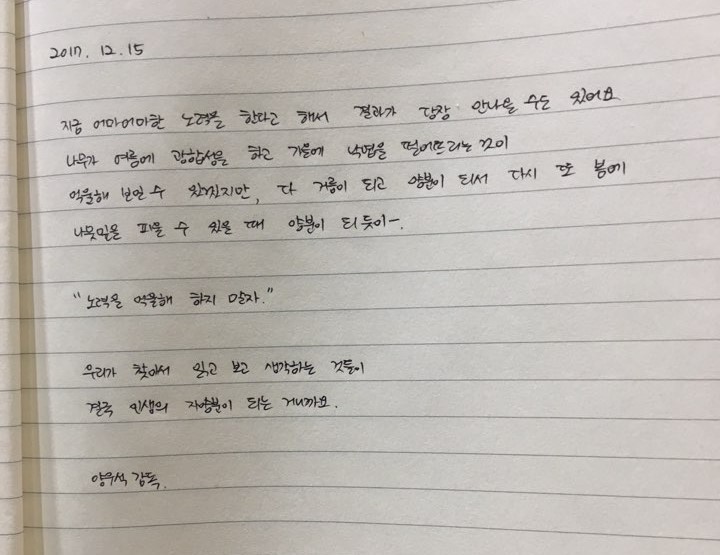 2017. 12. 15
지금 어마어마한 노력을 한다고 해서 결과가 당장 안나올 수도 있어요
나무가 여름에 광합성을 하고 가을에 낙엽을 떨어뜨리는것이
억울해 보일 수 있겠지만, 다 거름이 되고 양분이 되서 다시 또 봄에
나뭇잎을 피울 수 있을 때 양분이 되듯이-.
"노력을 억울해 하지 말자."
우리가 찾아서 읽고 보고 생각하는 것들이
결국 인생의 자양분이 되는 거니까요.
양우석 감독.